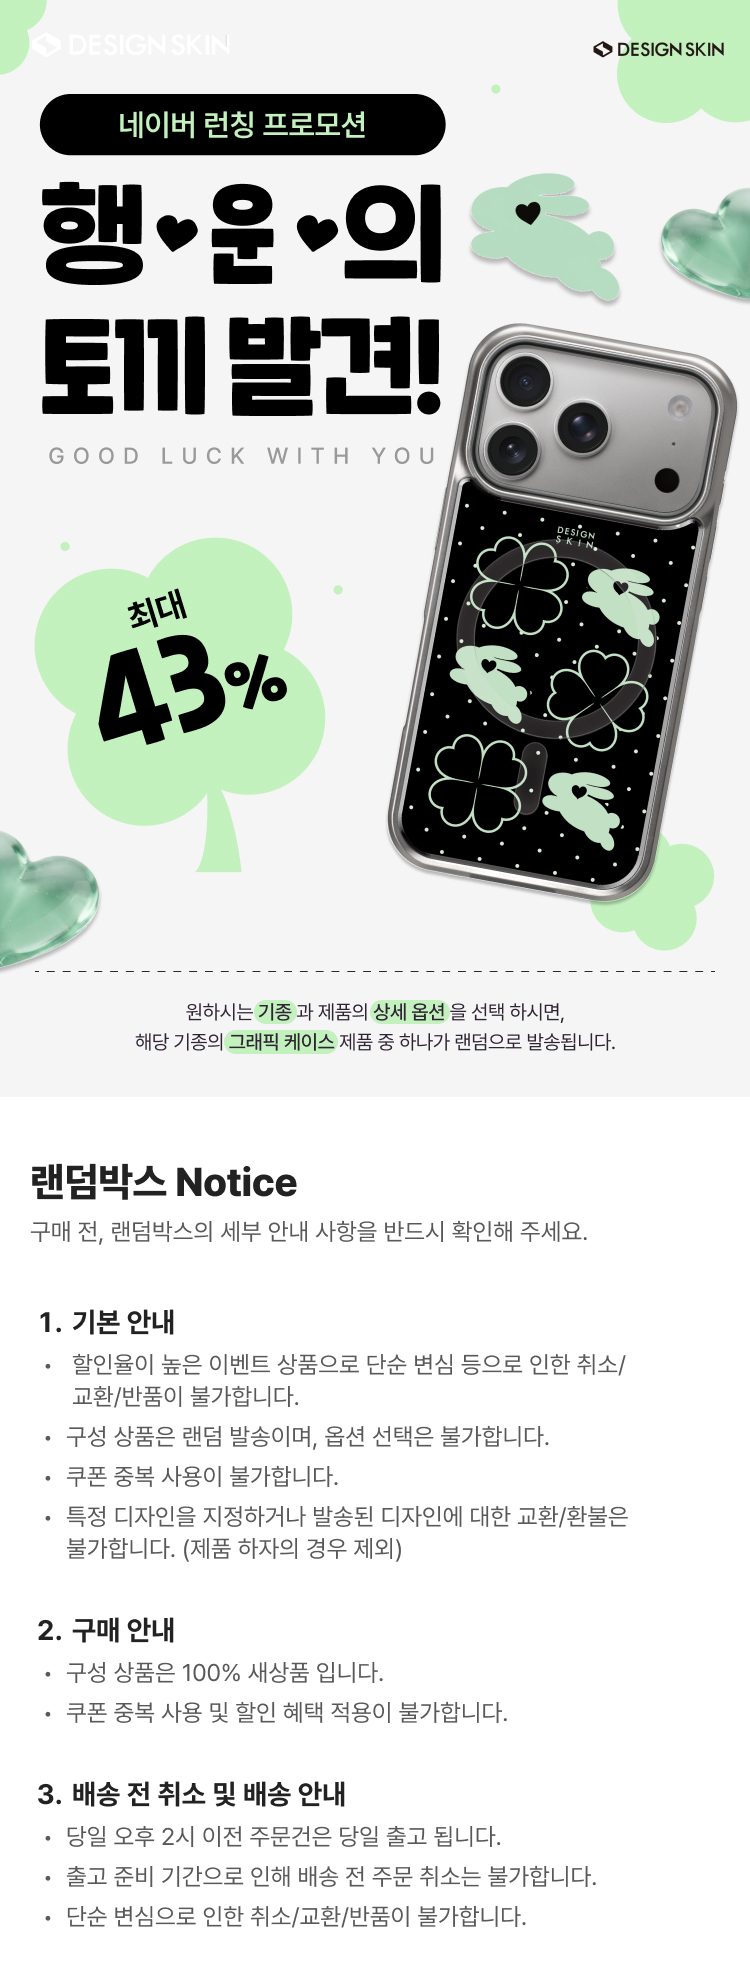 DESIGN SKIN
DESIGN SKIN
네이버 런칭 프로모션
행운의
토끼 발견!
GOOD LUCK WITH YOU
DESIGN
SKIN
최대
43%
원하시는 기종과 제품의 상세 옵션을 선택 하시면,
해당 기종의 그래픽 케이스 제품 중 하나가 랜덤으로 발송됩니다.
랜덤박스 Notice
구매 전, 랜덤박스의 세부 안내 사항을 반드시 확인해 주세요.
1. 기본 안내
• 할인율이 높은 이벤트 상품으로 단순 변심 등으로 인한 취소/
교환/반품이 불가합니다.
• 구성 상품은 랜덤 발송이며, 옵션 선택은 불가합니다.
• 쿠폰 중복 사용이 불가합니다.
• 특정 디자인을 지정하거나 발송된 디자인에 대한 교환/환불은
불가합니다. (제품 하자의 경우 제외)
2. 구매 안내
• 구성 상품은 100% 새상품 입니다.
• 쿠폰 중복 사용 및 할인 혜택 적용이 불가합니다.
3. 배송 전 취소 및 배송 안내
• 당일 오후 2시 이전 주문건은 당일 출고 됩니다.
• 출고 준비 기간으로 인해 배송 전 주문 취소는 불가합니다.
• 단순 변심으로 인한 취소/교환/반품이 불가합니다.